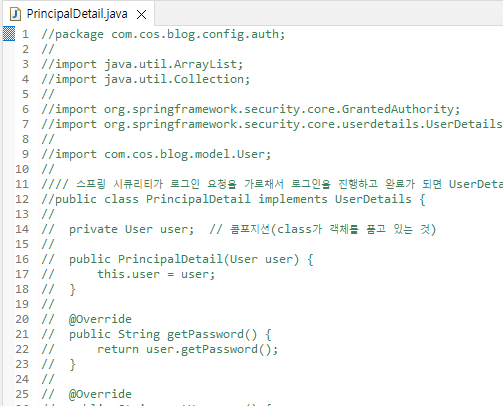 PrincipalDetail.java
1 //package com.cos.blog.config.auth;
2 //
3 //import java.util.ArrayList;
4 //import java.util.Collection;
5 //
6 //import org.springframework.security.core.GrantedAuthority;
7 //import org.springframework.security.core.userdetails.UserDetails
8 //
9 //import com.cos.blog.model.User;
10 //
11 //// 스프링 시큐리티가 로그인 요청을 가로채서 로그인을 진행하고 완료가 되면 UserDeta
12 //public class PrincipalDetail implements UserDetails {
13 //
14 // private User user; // 콤포지션(class가 객체를 품고 있는 것)
15 //
16 // public PrincipalDetail(User user) {
17 // this.user = user;
18 // }
19 //
20 // @Override
21 // public String getPassword() {
22 // return user.getPassword();
23 // }
24 //
25 // @Override